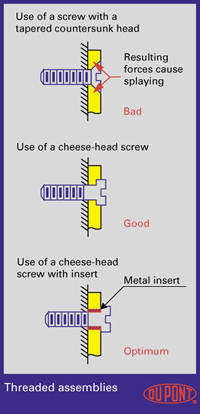 Use of a screw with a
tapered countersunk head
Resulting
forces cause
splaying
Bad
Use of a cheese-head screw
Good
Use of a cheese-head
screw with insert
Metal insert
Optimum
Threaded assemblies
DUPONT